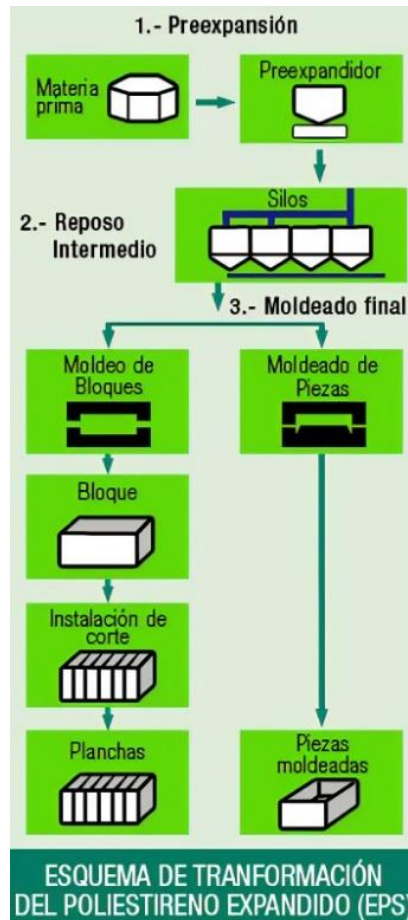 1.- Preexpansión
Materia
prima
Preexpandidor
Silos
2.- Reposo
Intermedio
3.- Moldeado final
Moldeo de
Bloques
Moldeado de
Piezas
Bloque
Instalación de
corte
Planchas
Piezas
moldeadas
ESQUEMA DE TRANFORMACIÓN
DEL POLIESTIRENO EXPANDIDO (EPS)